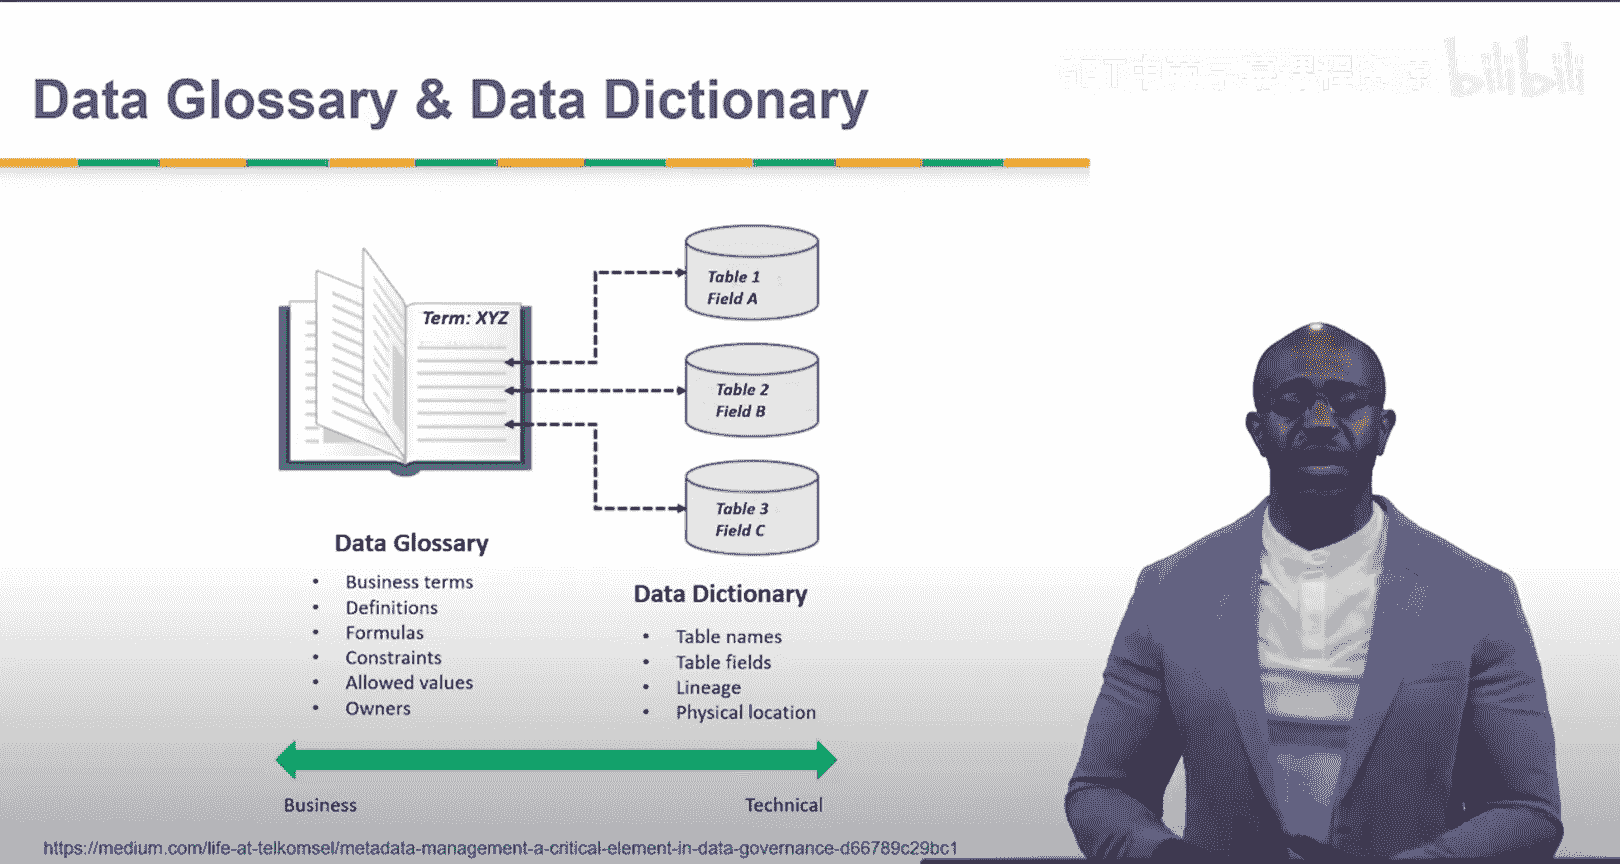 Data Glossary & Data Dictionary
bilibili
Term: XYZ
Table 1
Field A
Table 2
Field B
Table 3
Field C
Data Glossary
• Business terms
• Definitions
• Formulas
• Constraints
• Allowed values
• Owners
Data Dictionary
• Table names
• Table fields
• Lineage
• Physical location
Business
Technical
https://medium.com/life-at-telkomsel/metadata-management-a-critical-element-in-data-governance-d66789c29bc1